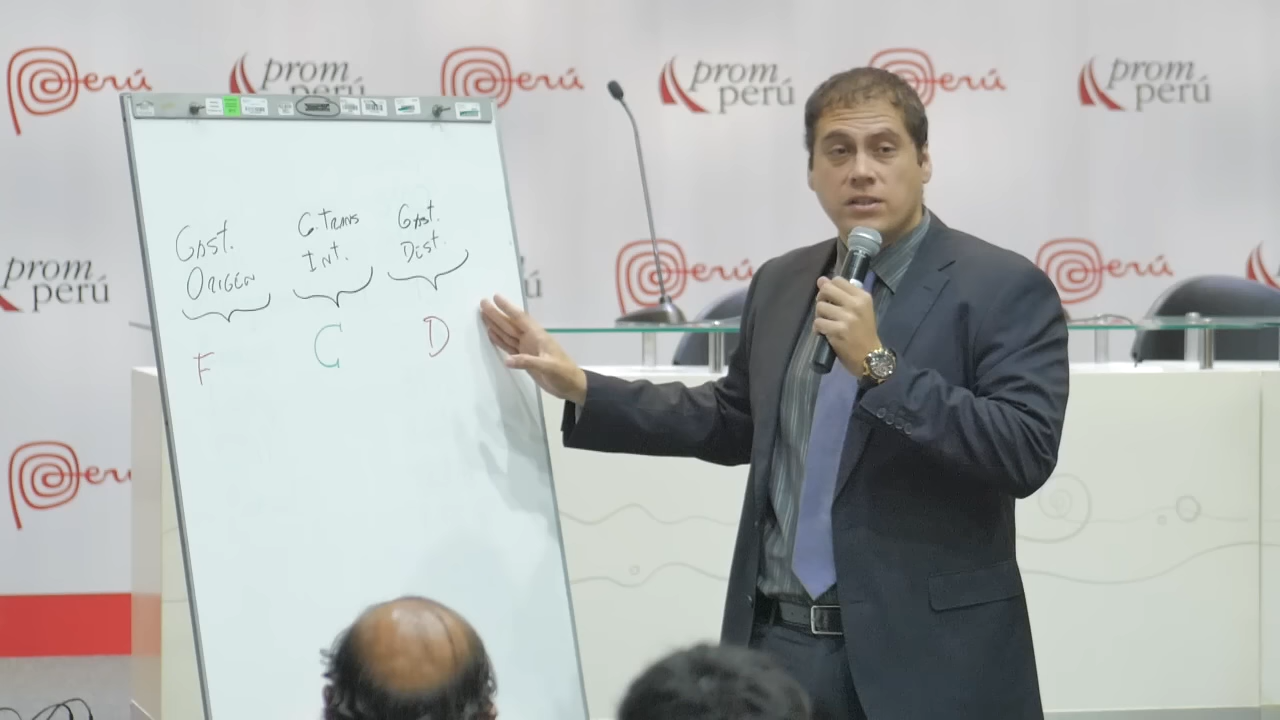 Perú
prom
perú
Perú
prom
perú
Perú
prom
perú
prom
perú
Perú
Perú
Perú
Gast.
Origen
C. Trans
Int.
Gast.
Dest.
F
C
D